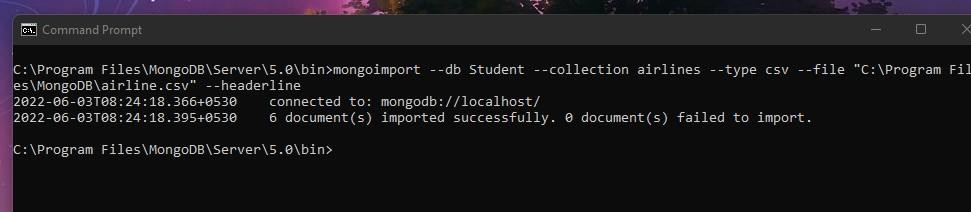 Command Prompt
C:\Program Files\MongoDB\Server\5.0\bin>mongoimport --db Student --collection airlines --type csv --file "C:\Program Fil
es\MongoDB\airline.csv" --headerline
2022-06-03T08:24:18.366+0530    connected to: mongodb://localhost/
2022-06-03T08:24:18.395+0530    6 document(s) imported successfully. 0 document(s) failed to import.
C:\Program Files\MongoDB\Server\5.0\bin>